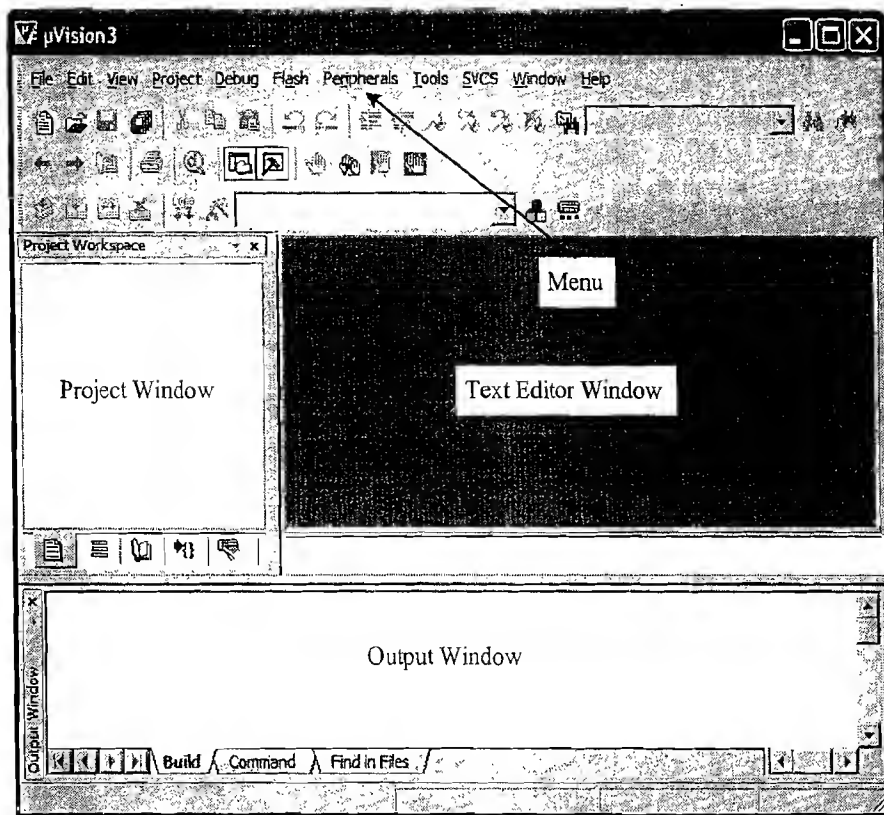 µVision3
File Edit View Project Debug Flash Peripherals Tools SVCS Window Help
Project Workspace
Menu
Project Window
Text Editor Window
Output Window
Output Window
Build Command Find in Files